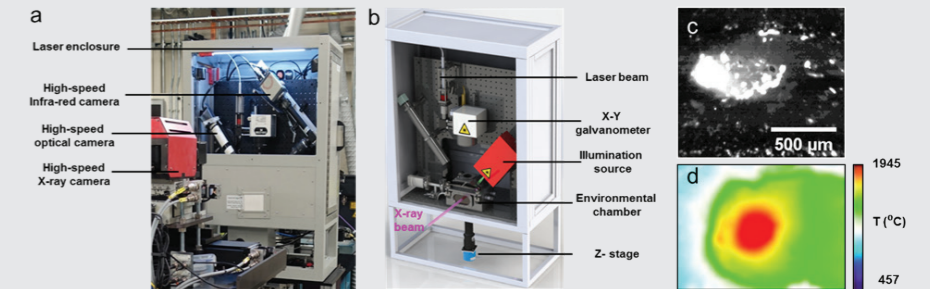 a
Laser enclosure
High-speed
Infra-red camera
High-speed
optical camera
High-speed
X-ray camera
b
Laser beam
X-Y
galvanometer
Illumination
source
Environmental
chamber
X-ray
beam
Z- stage
c
500 µm
d
1945
T (°C)
457